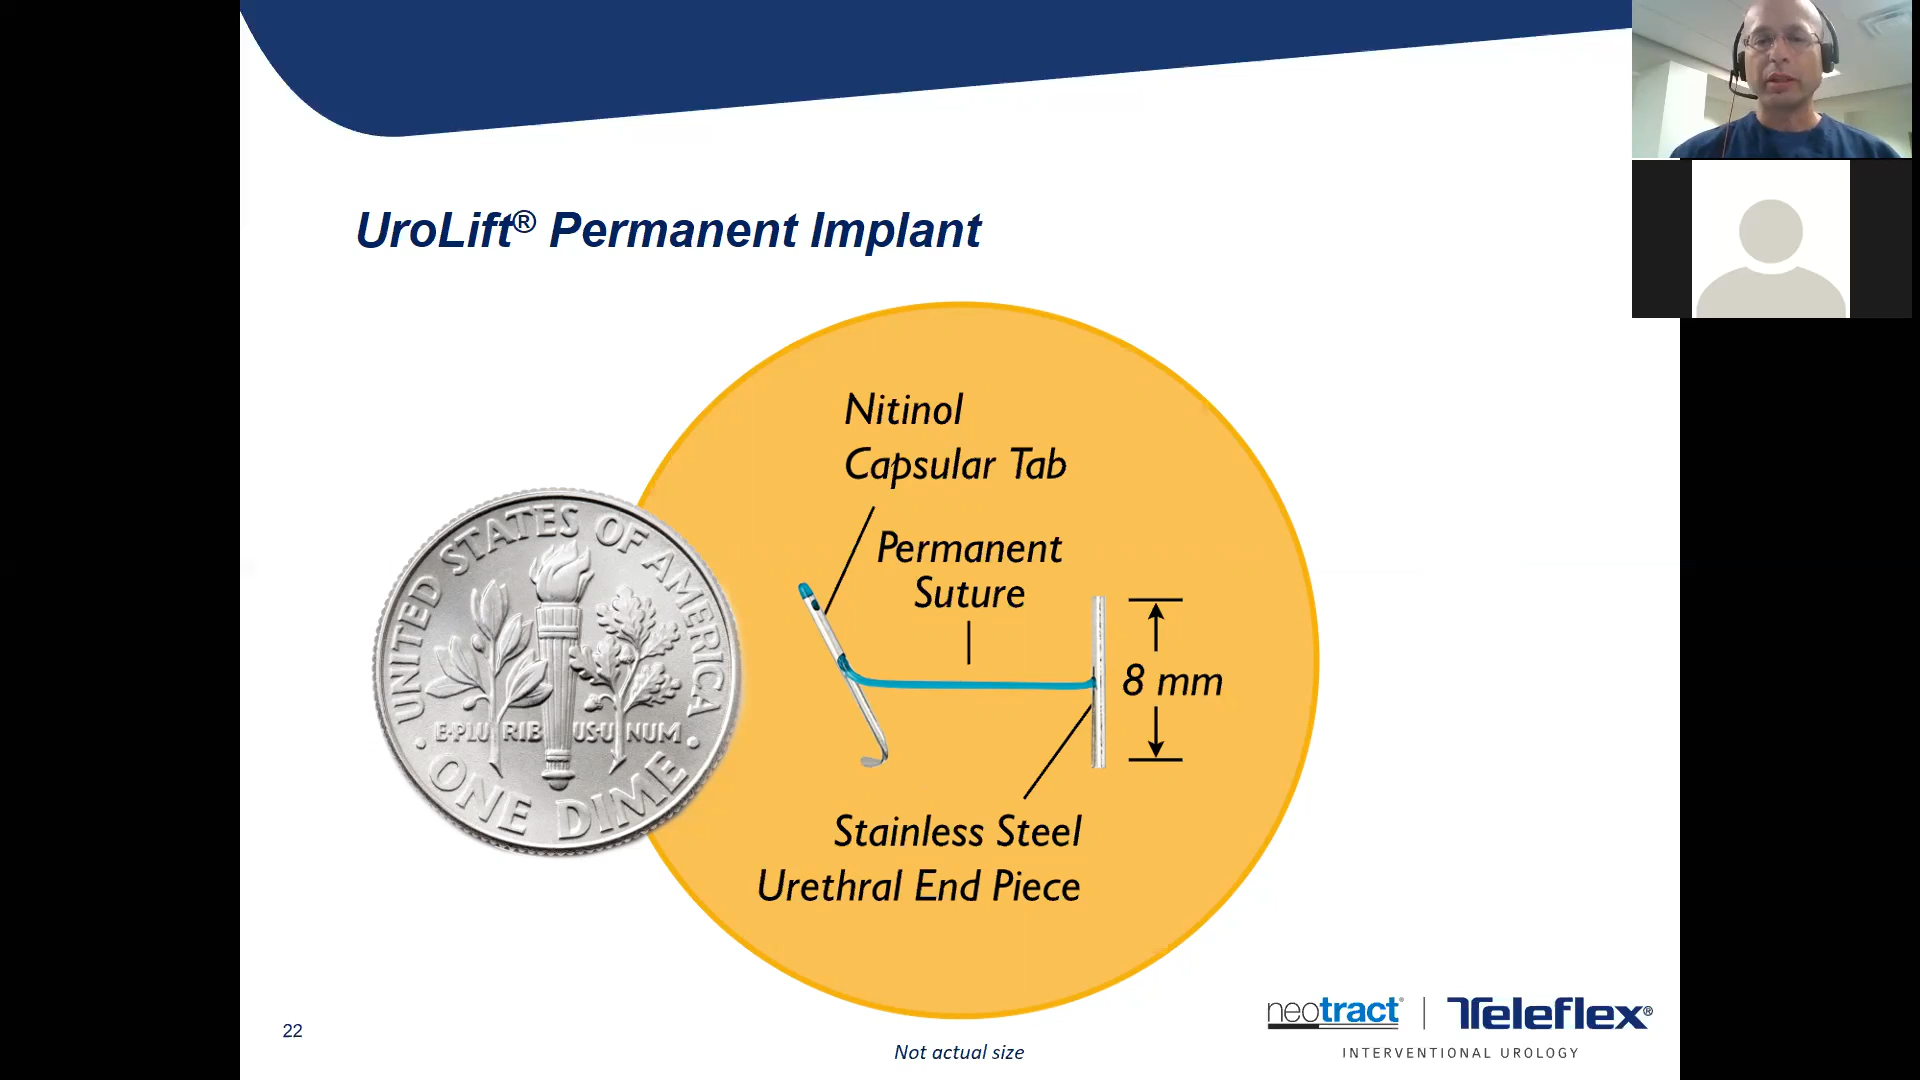 UroLift® Permanent Implant
Nitinol
Capsular Tab
Permanent
Suture
8 mm
Stainless Steel
Urethral End Piece
UNITED STATES OF AMERICA
E·PLURIBUS·UNUM
ONE DIME
22
Not actual size
neotract® | Teleflex®
INTERVENTIONAL UROLOGY